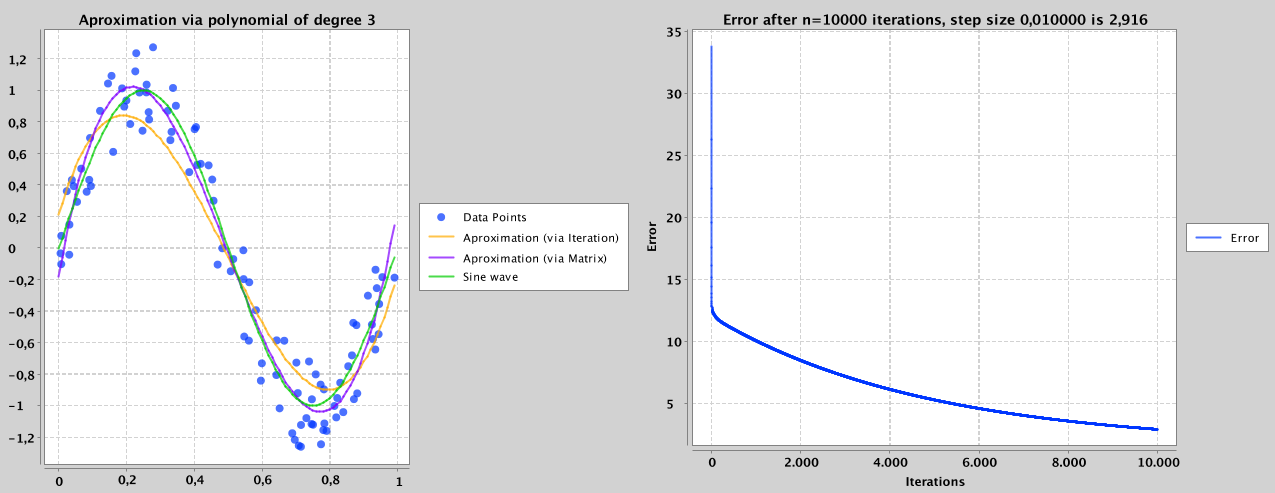 Aproximation via polynomial of degree 3
1,2
1
0,8
0,6
0,4
0,2
0
-0,2
-0,4
-0,6
-0,8
-1
-1,2
0 0,2 0,4 0,6 0,8 1
Data Points
Aproximation (via Iteration)
Aproximation (via Matrix)
Sine wave
Error after n=10000 iterations, step size 0,010000 is 2,916
Error
35
30
25
20
15
10
5
0 2.000 4.000 6.000 8.000 10.000
Iterations
Error